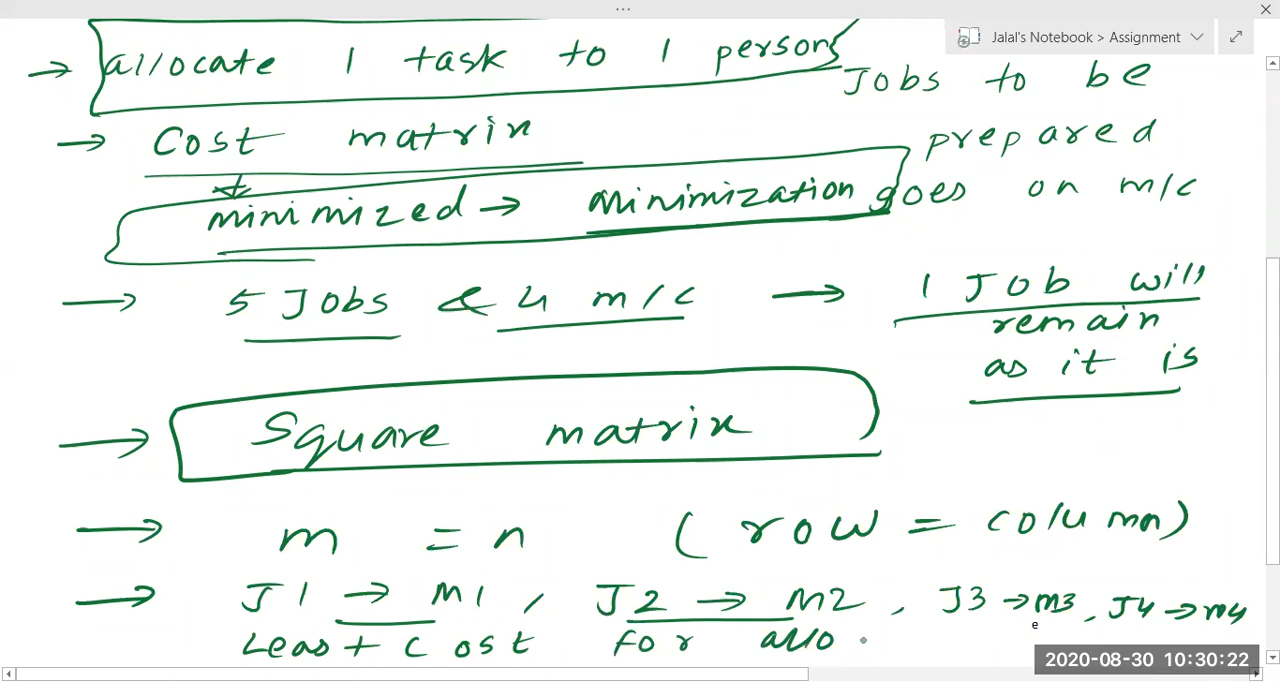 Jalal's Notebook > Assignment
→ allocate 1 task to 1 person
Jobs to be
prepared
goes on m/c
→ Cost matrix
minimized → minimization
→ 5 Jobs & 4 m/c → 1 Job will
remain
as it is
→ Square matrix
→ m = n (row = column)
→ J1 → M1, J2 → M2, J3 → m3, J4 → m4
e
Least Cost for allo
2020-08-30 10:30:22